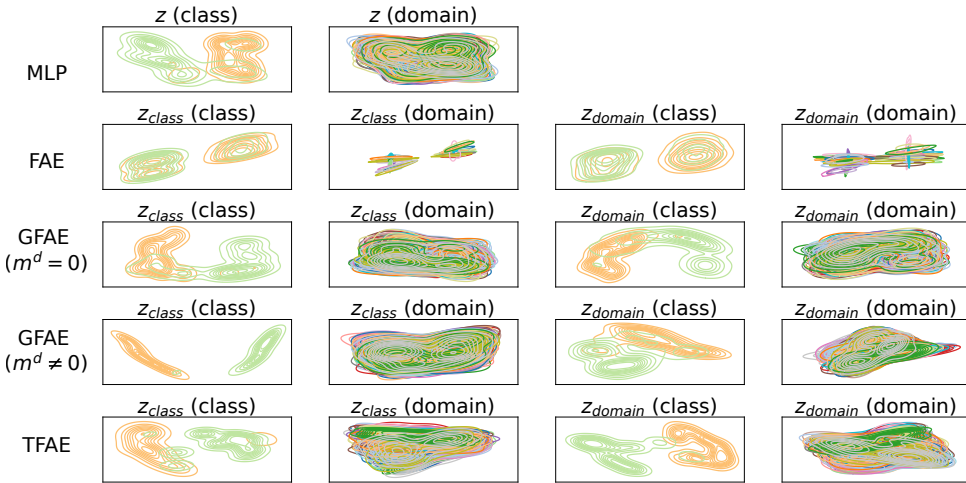 z (class) z (domain)
MLP
z_class (class) z_class (domain) z_domain (class) z_domain (domain)
FAE
z_class (class) z_class (domain) z_domain (class) z_domain (domain)
GFAE
(m^d = 0)
z_class (class) z_class (domain) z_domain (class) z_domain (domain)
GFAE
(m^d ≠ 0)
z_class (class) z_class (domain) z_domain (class) z_domain (domain)
TFAE